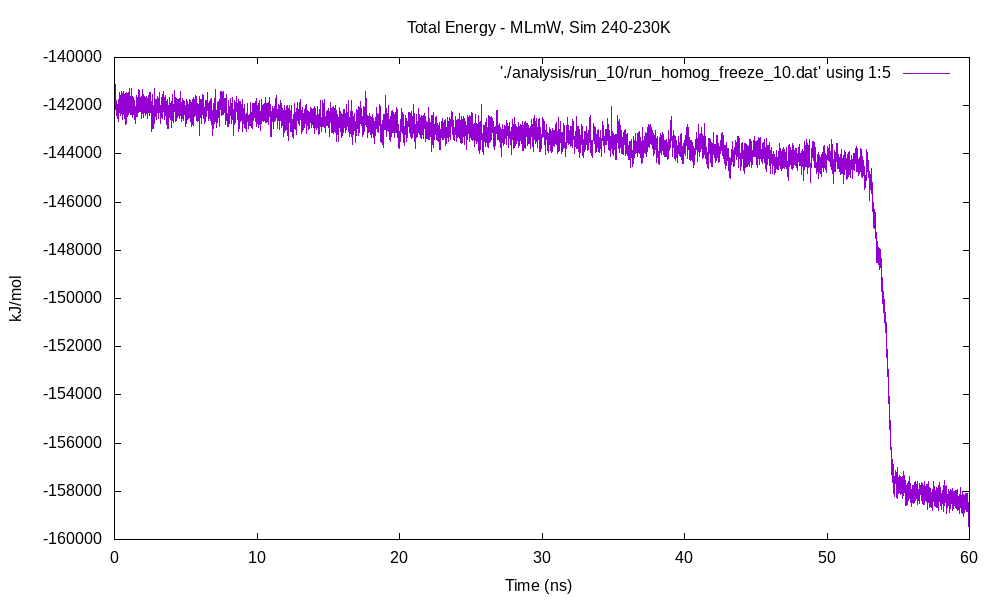 Total Energy - MLmW, Sim 240-230K
'./analysis/run_10/run_homog_freeze_10.dat' using 1:5
-140000
-142000
-144000
-146000
-148000
-150000
-152000
-154000
-156000
-158000
-160000
kJ/mol
0 10 20 30 40 50 60
Time (ns)